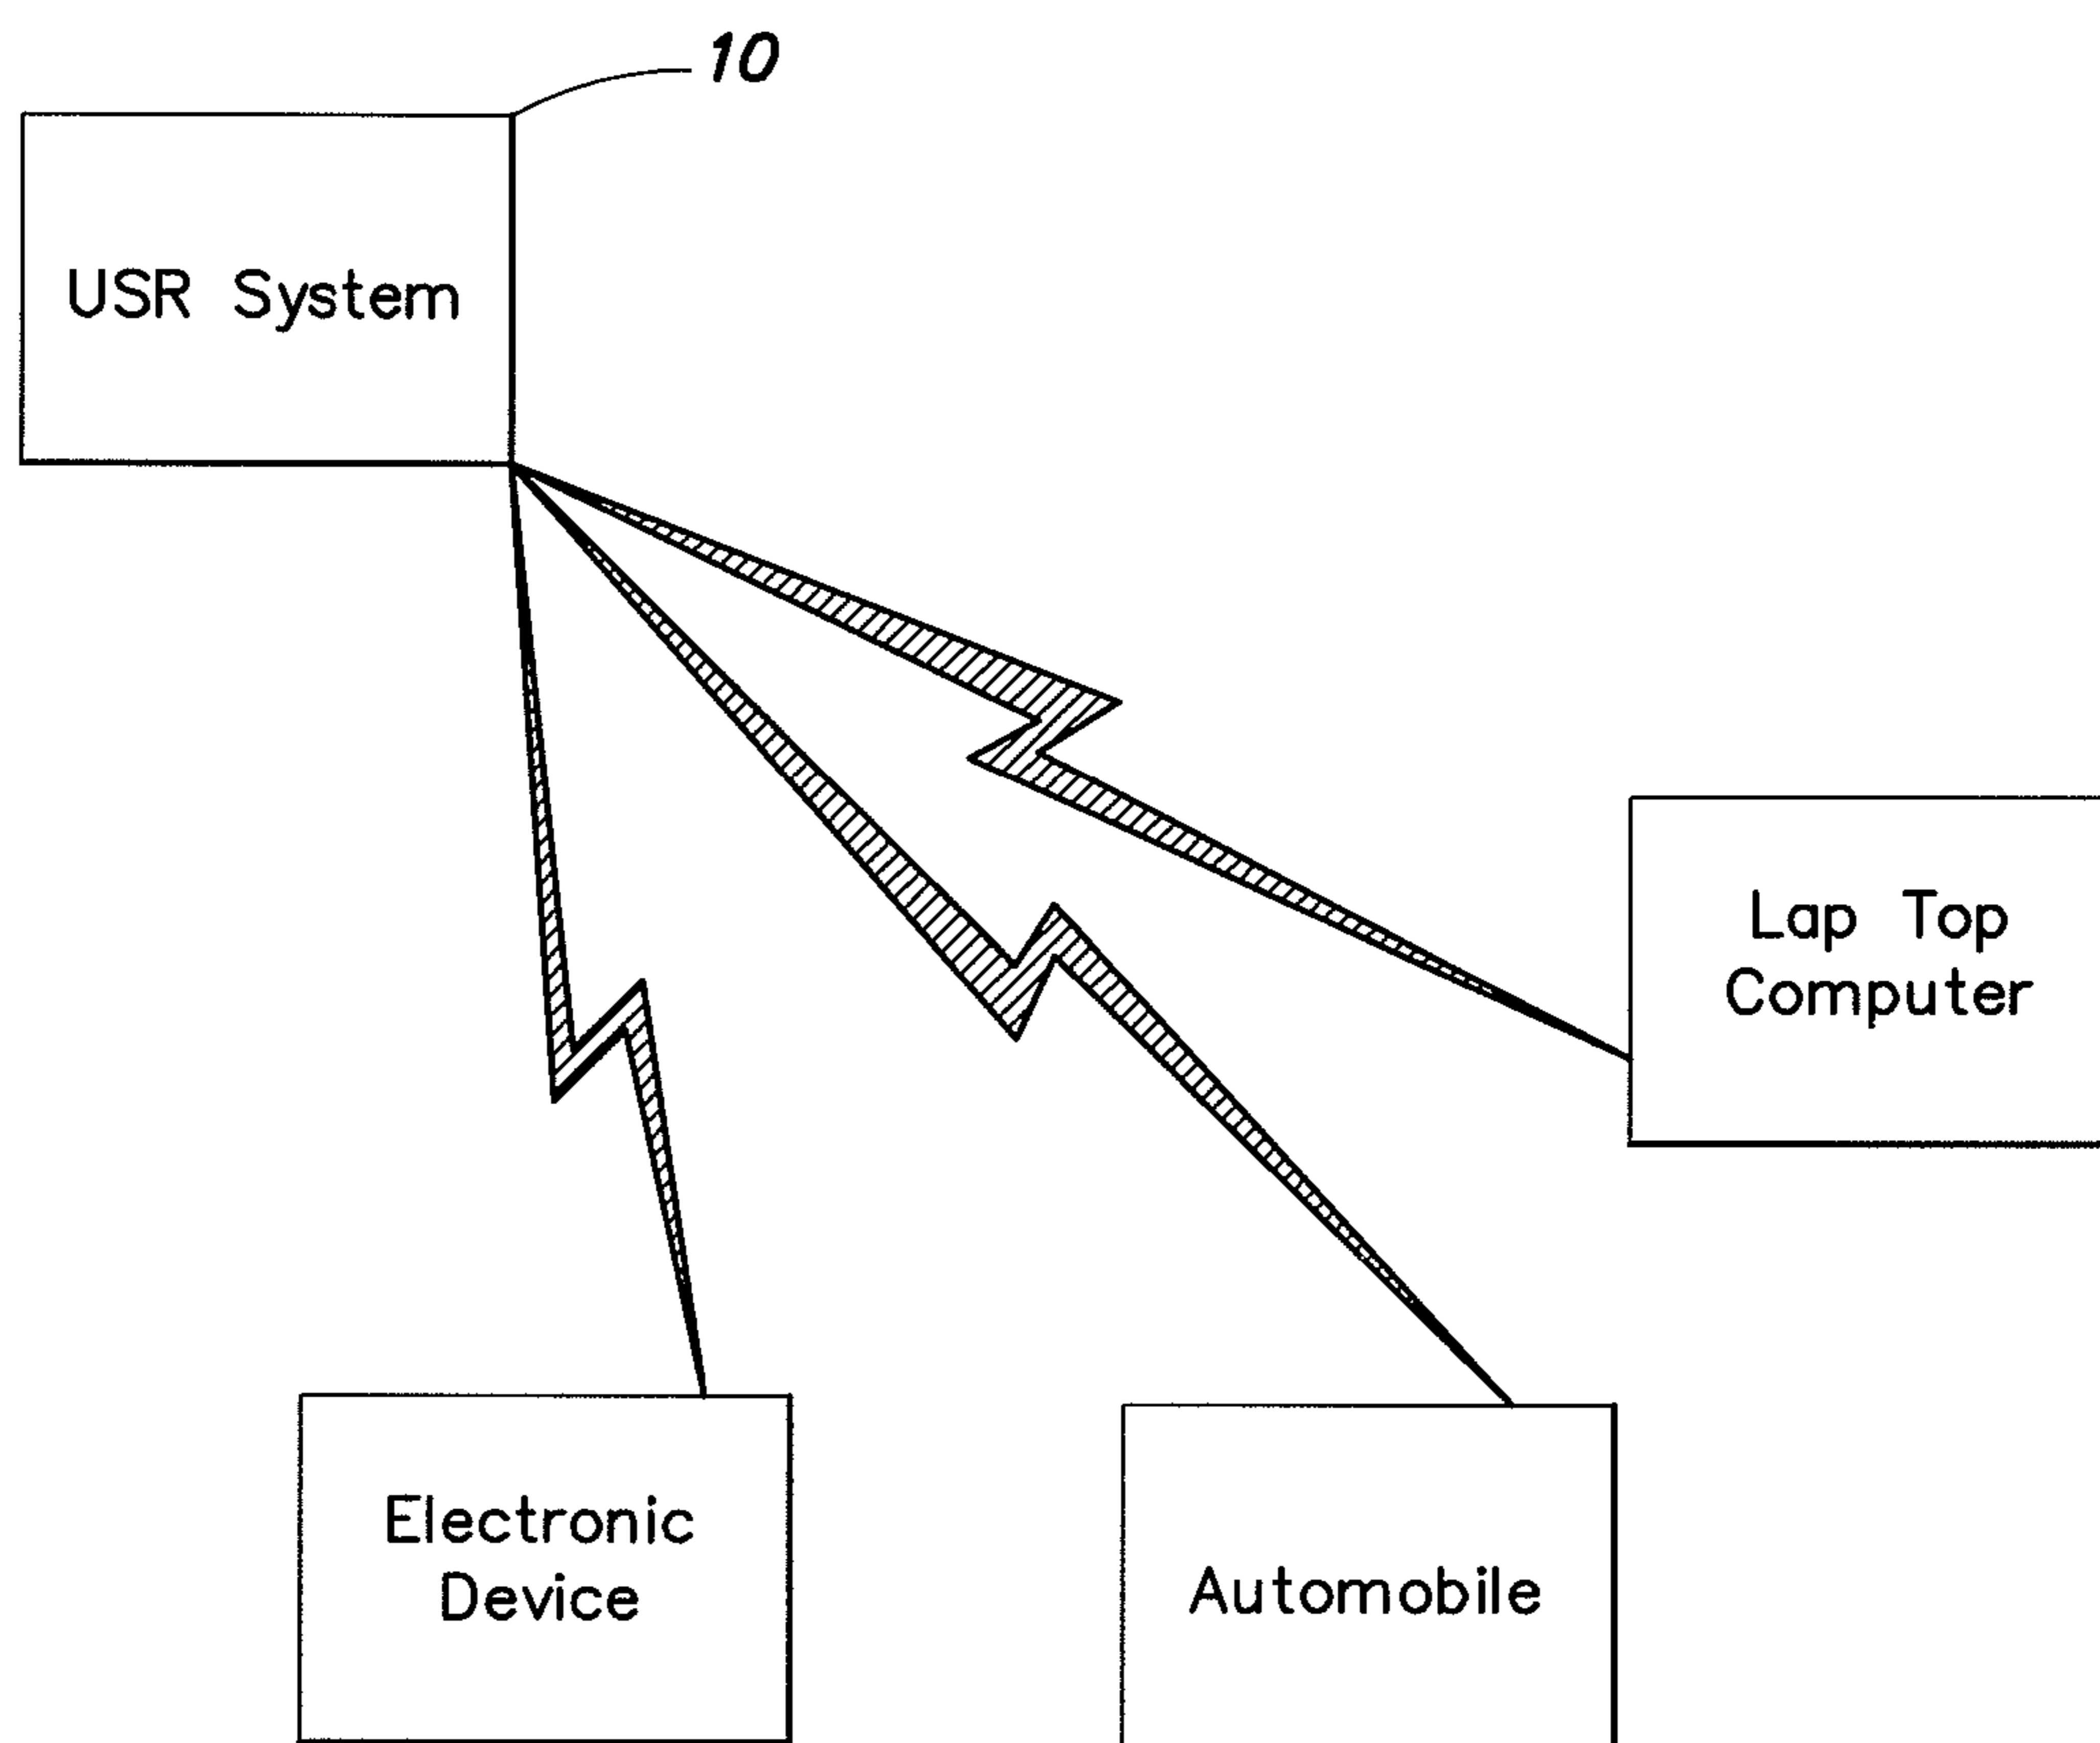 10
USR System
Lap Top
Computer
Electronic
Device
Automobile